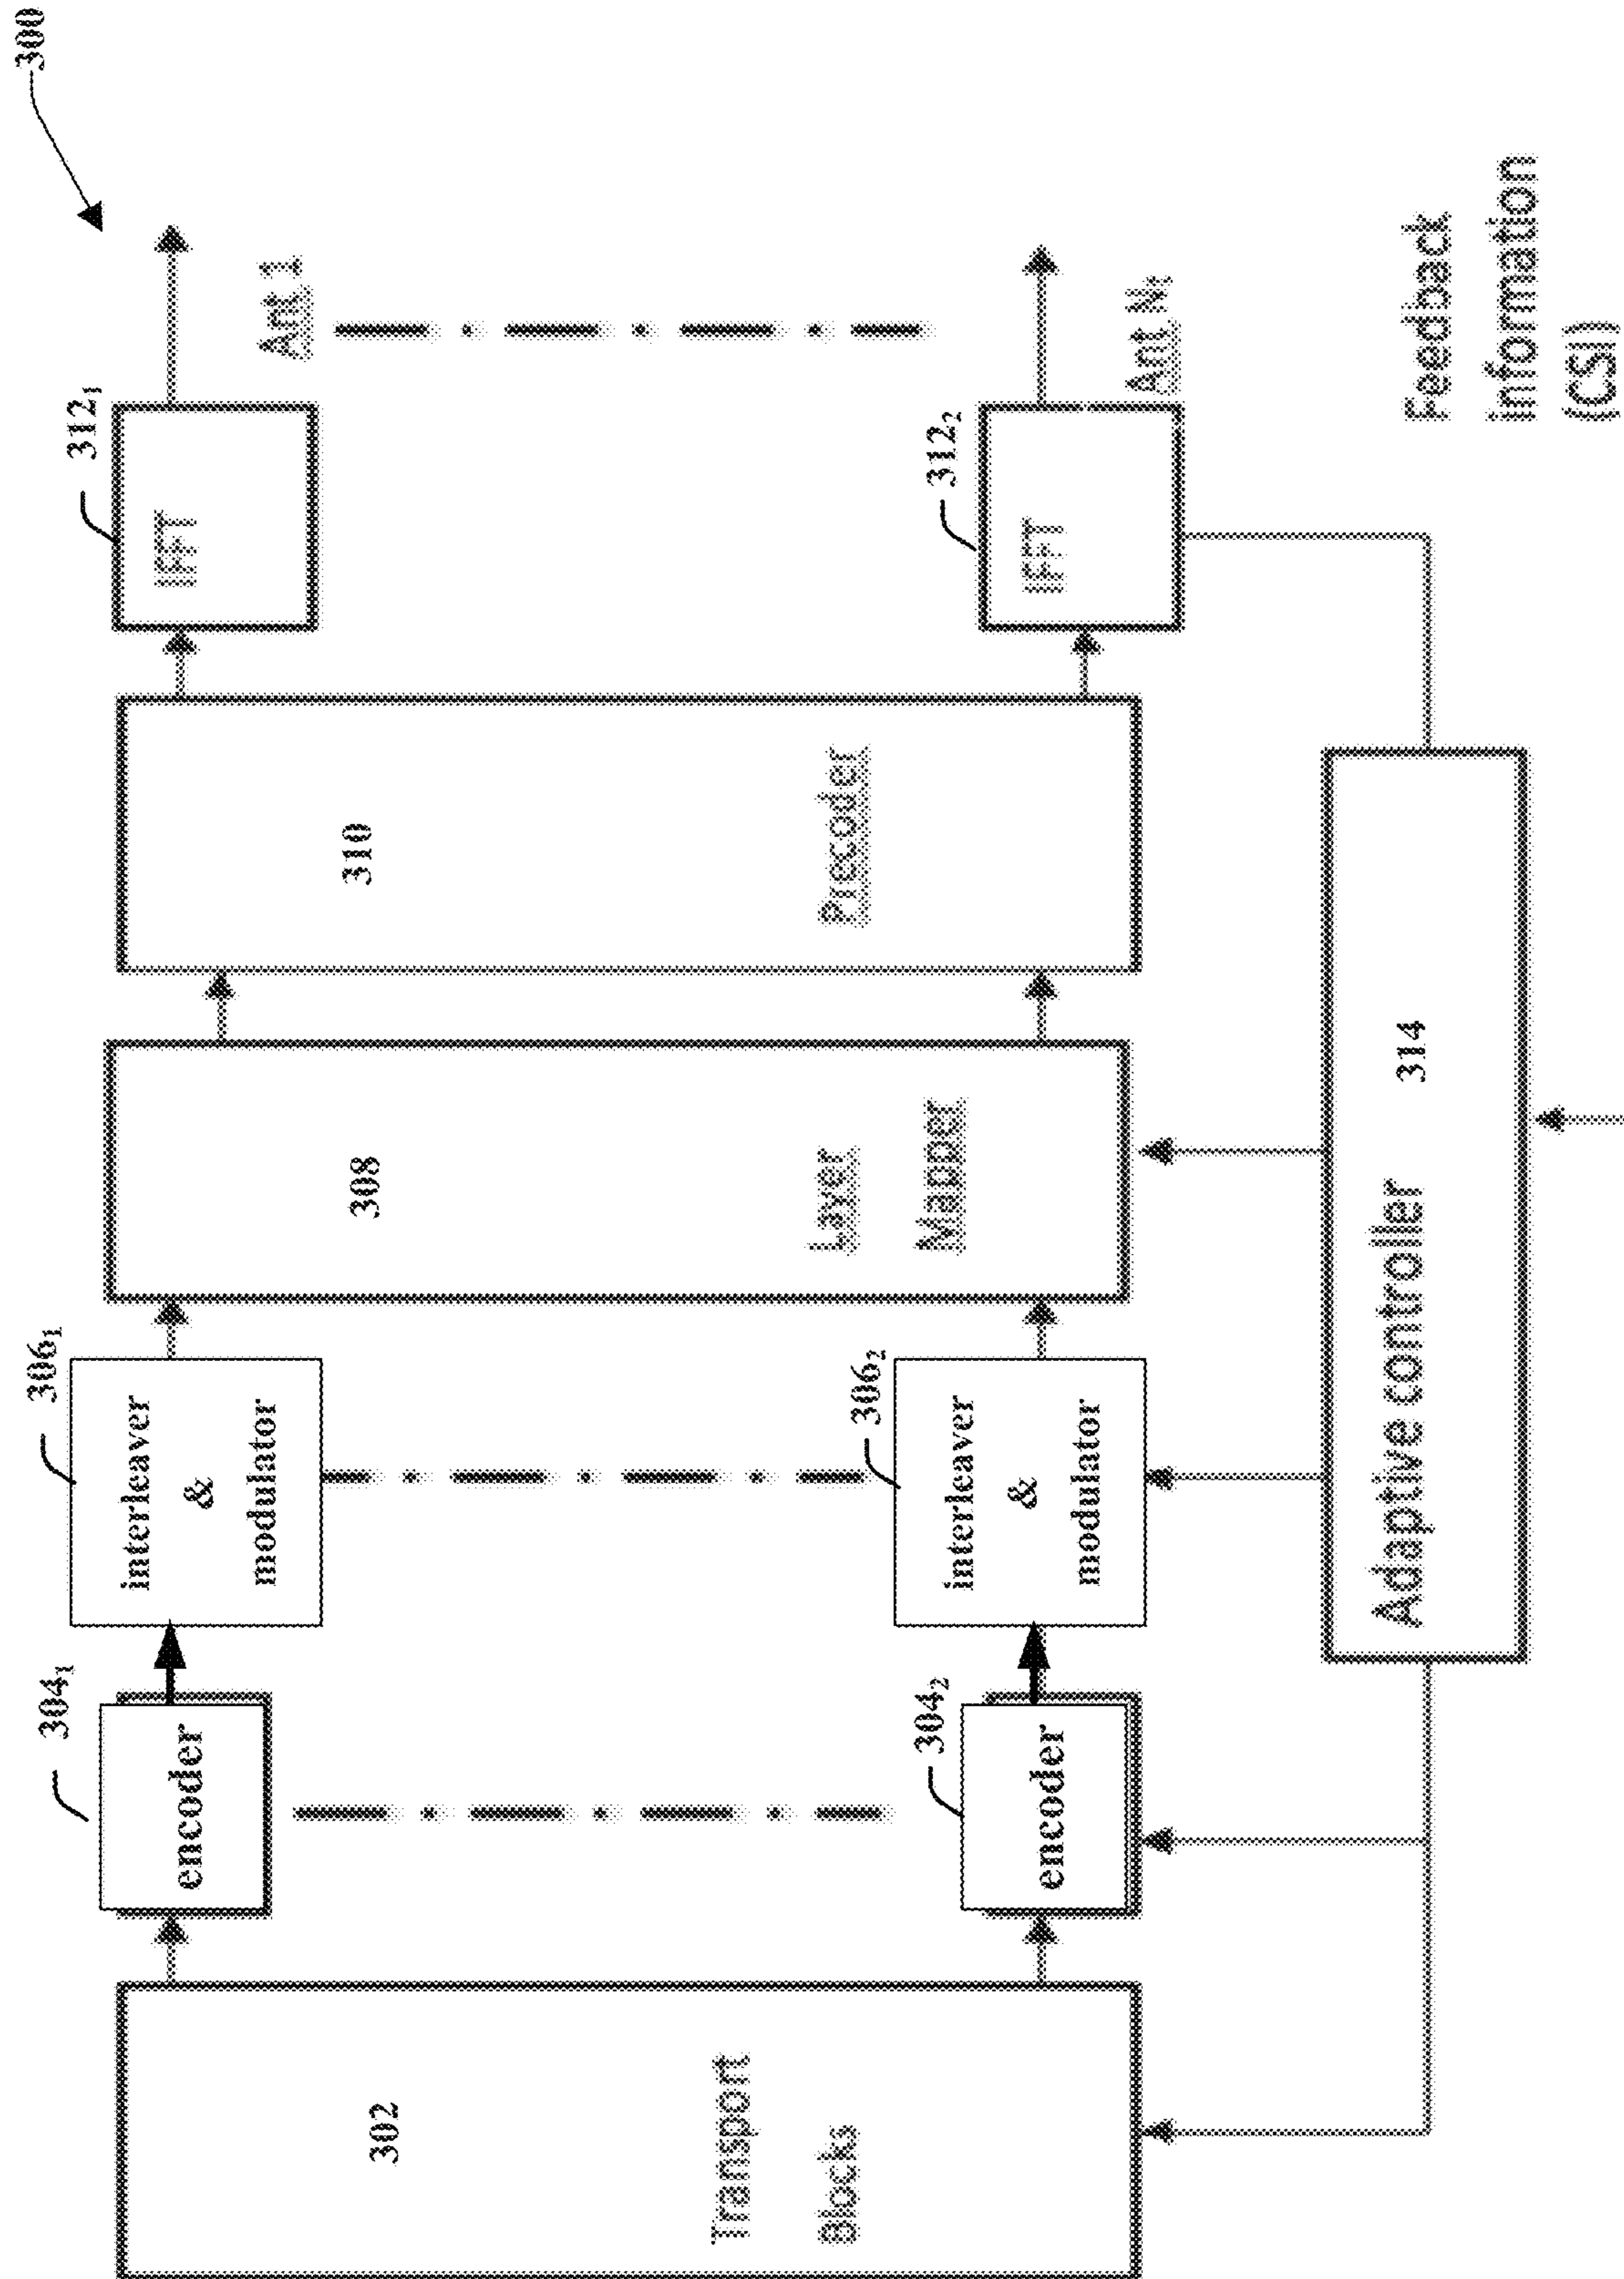 300
302
Transport
Blocks
304₁
encoder
304₂
encoder
306₁
interleaver
&
modulator
306₂
interleaver
&
modulator
308
Layer
Mapper
310
Precoder
312₁
IFFT
312₂
IFFT
Ant 1
Ant Nₜ
Adaptive controller 314
Feedback
information
(CSI)